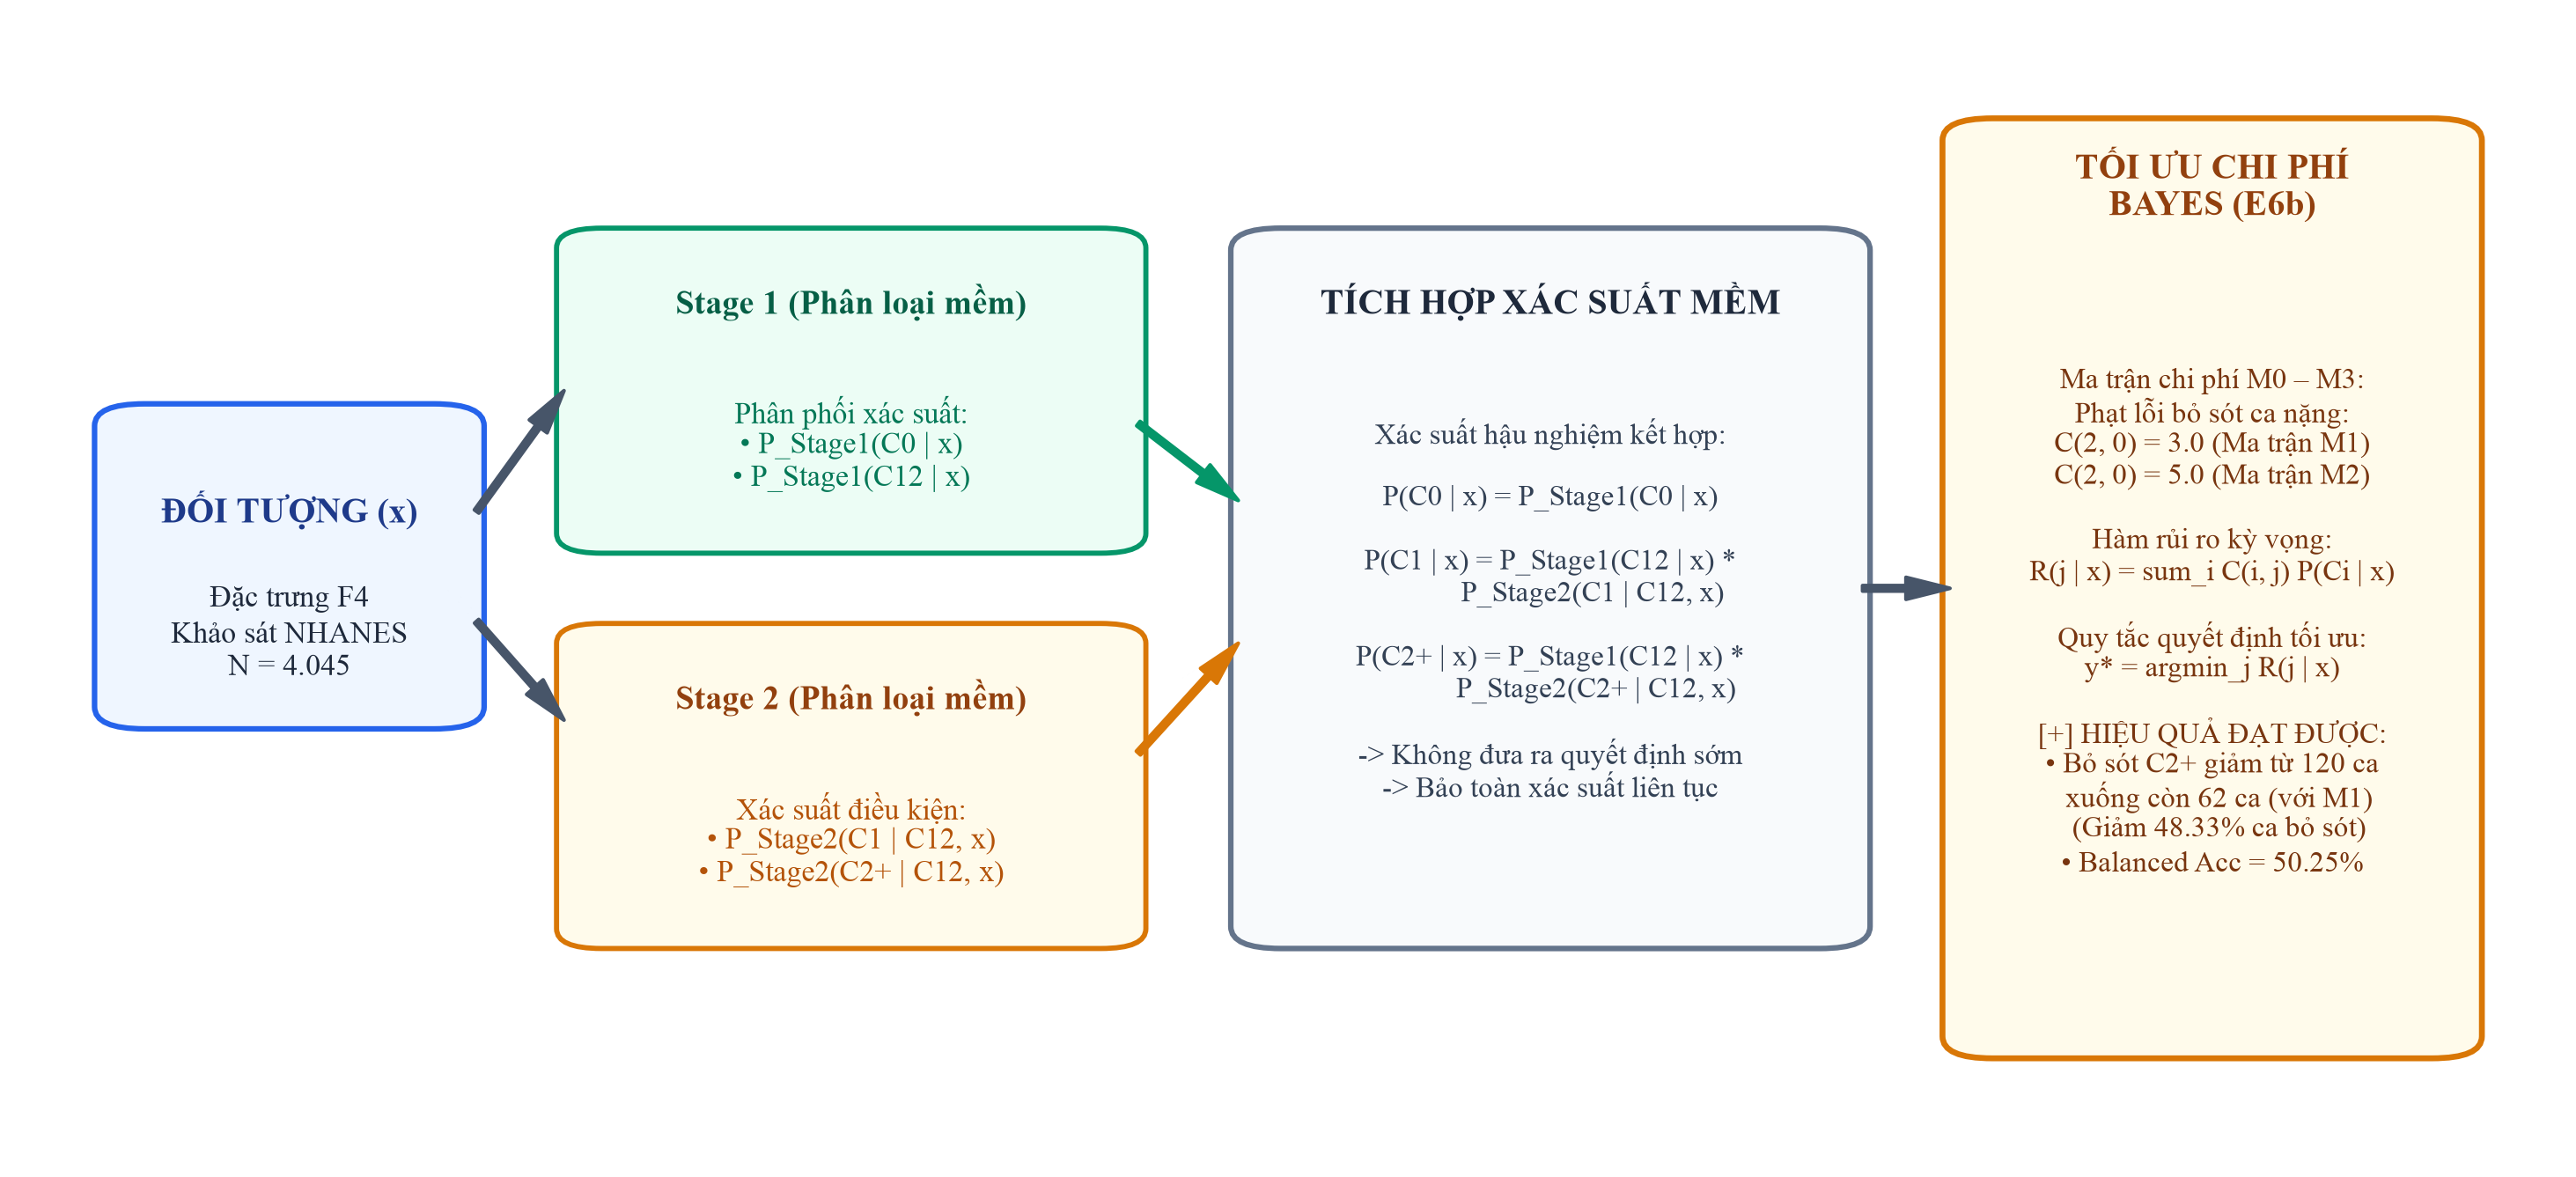 ĐỐI TƯỢNG (x)
Đặc trưng F4
Khảo sát NHANES
N = 4.045
Stage 1 (Phân loại mềm)
Phân phối xác suất:
• P_Stage1(C0 | x)
• P_Stage1(C12 | x)
Stage 2 (Phân loại mềm)
Xác suất điều kiện:
• P_Stage2(C1 | C12, x)
• P_Stage2(C2+ | C12, x)
TÍCH HỢP XÁC SUẤT MỀM
Xác suất hậu nghiệm kết hợp:
P(C0 | x) = P_Stage1(C0 | x)
P(C1 | x) = P_Stage1(C12 | x) *
P_Stage2(C1 | C12, x)
P(C2+ | x) = P_Stage1(C12 | x) *
P_Stage2(C2+ | C12, x)
-> Không đưa ra quyết định sớm
-> Bảo toàn xác suất liên tục
TỐI ƯU CHI PHÍ
BAYES (E6b)
Ma trận chi phí M0 – M3:
Phạt lỗi bỏ sót ca nặng:
C(2, 0) = 3.0 (Ma trận M1)
C(2, 0) = 5.0 (Ma trận M2)
Hàm rủi ro kỳ vọng:
R(j | x) = sum_i C(i, j) P(Ci | x)
Quy tắc quyết định tối ưu:
y* = argmin_j R(j | x)
[+] HIỆU QUẢ ĐẠT ĐƯỢC:
• Bỏ sót C2+ giảm từ 120 ca
xuống còn 62 ca (với M1)
(Giảm 48.33% ca bỏ sót)
• Balanced Acc = 50.25%